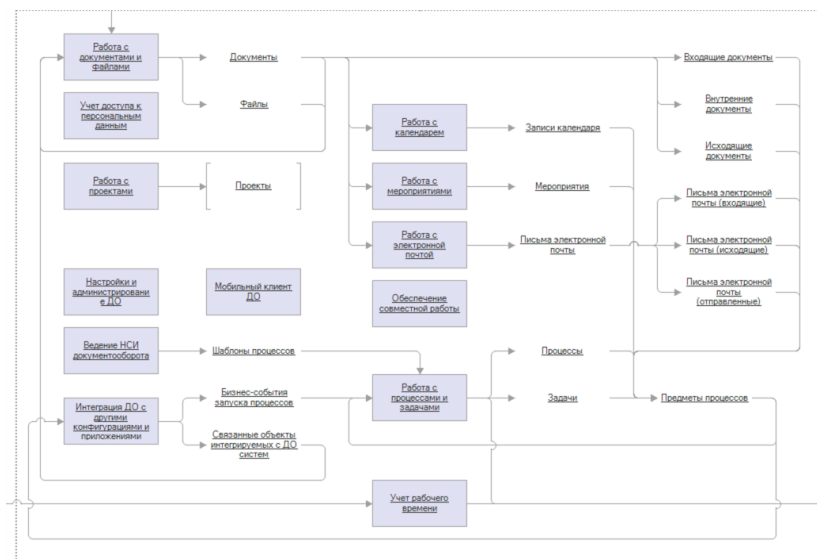 Работа с
документами и
файлами
Документы
Входящие документы
Учет доступа к
персональным
данным
Файлы
Работа с
календарем
Записи календаря
Внутренние
документы
Исходящие
документы
Работа с
проектами
Проекты
Работа с
мероприятиями
Мероприятия
Письма электронной
почты (входящие)
Работа с
электронной
почтой
Письма электронной
почты
Письма электронной
почты (исходящие)
Настройки и
администрировани
е ДО
Мобильный клиент
ДО
Обеспечение
совместной работы
Письма электронной
почты
(отправленные)
Ведение НСИ
документооборота
Шаблоны процессов
Процессы
Интеграция ДО с
другими
конфигурациями и
приложениями
Бизнес-события
запуска процессов
Работа с
процессами и
задачами
Задачи
Предметы процессов
Связанные объекты
интегрируемых с ДО
систем
Учет рабочего
времени